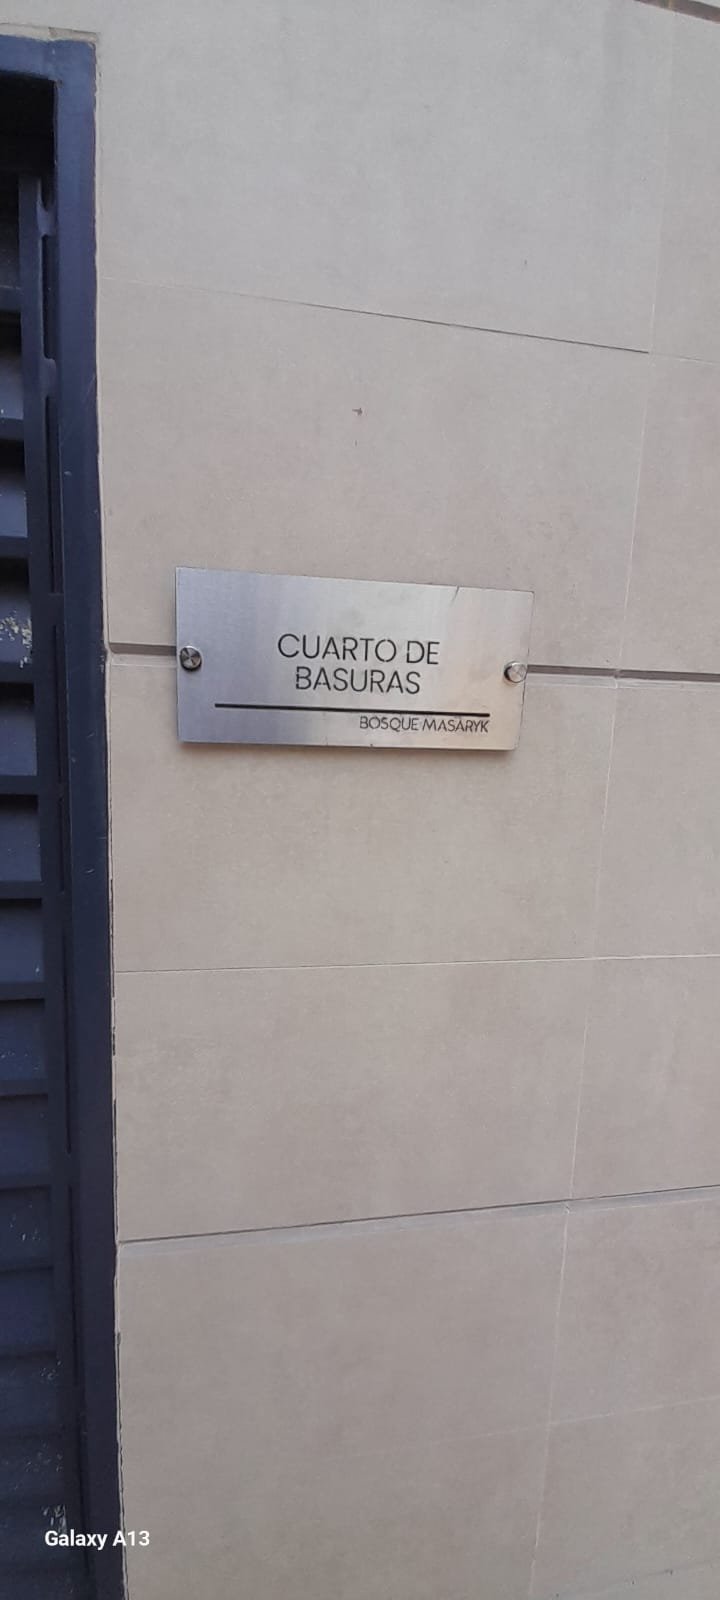 CUARTO DE
BASURAS
BOSQUE MASARYK
Galaxy A13